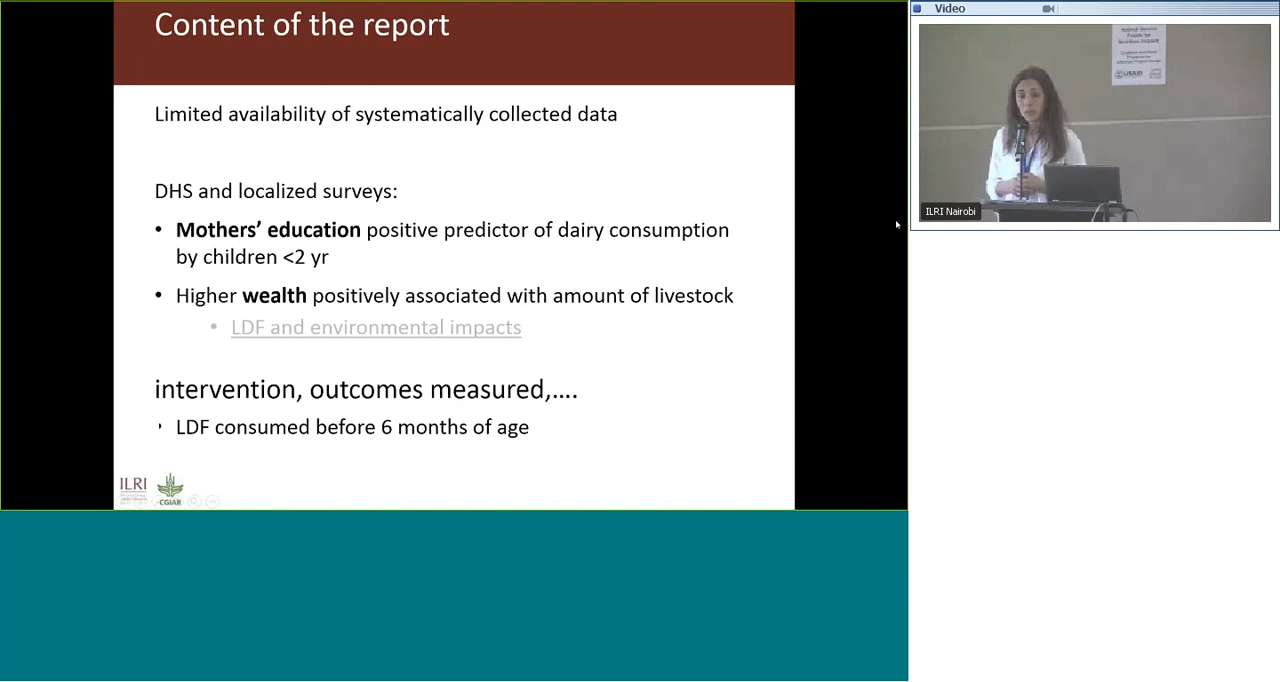 Content of the report
Limited availability of systematically collected data
DHS and localized surveys:
• Mothers' education positive predictor of dairy consumption
by children <2 yr
• Higher wealth positively associated with amount of livestock
• LDF and environmental impacts
intervention, outcomes measured,....
LDF consumed before 6 months of age
ILRI
CGIAR
Video
USAID
ILRI Nairobi